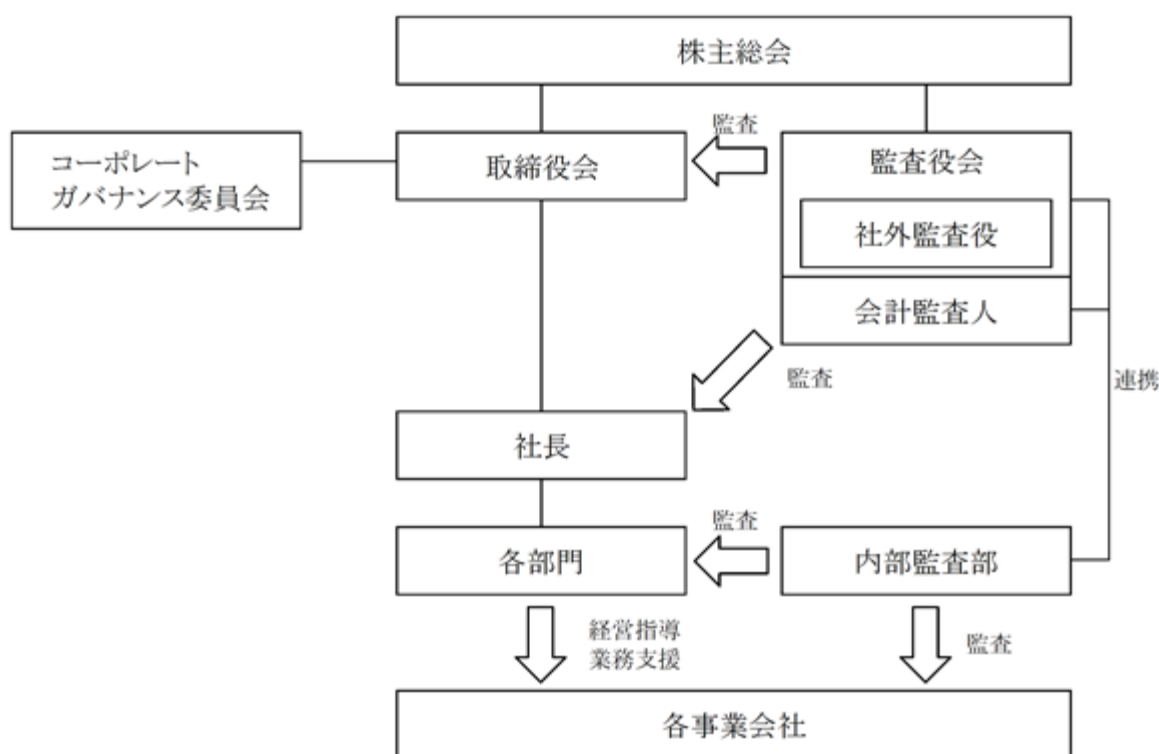 株主総会
監査
コーポレート
ガバナンス委員会
取締役会
監査役会
社外監査役
会計監査人
監査
連携
社長
監査
各部門
内部監査部
経営指導
業務支援
監査
各事業会社